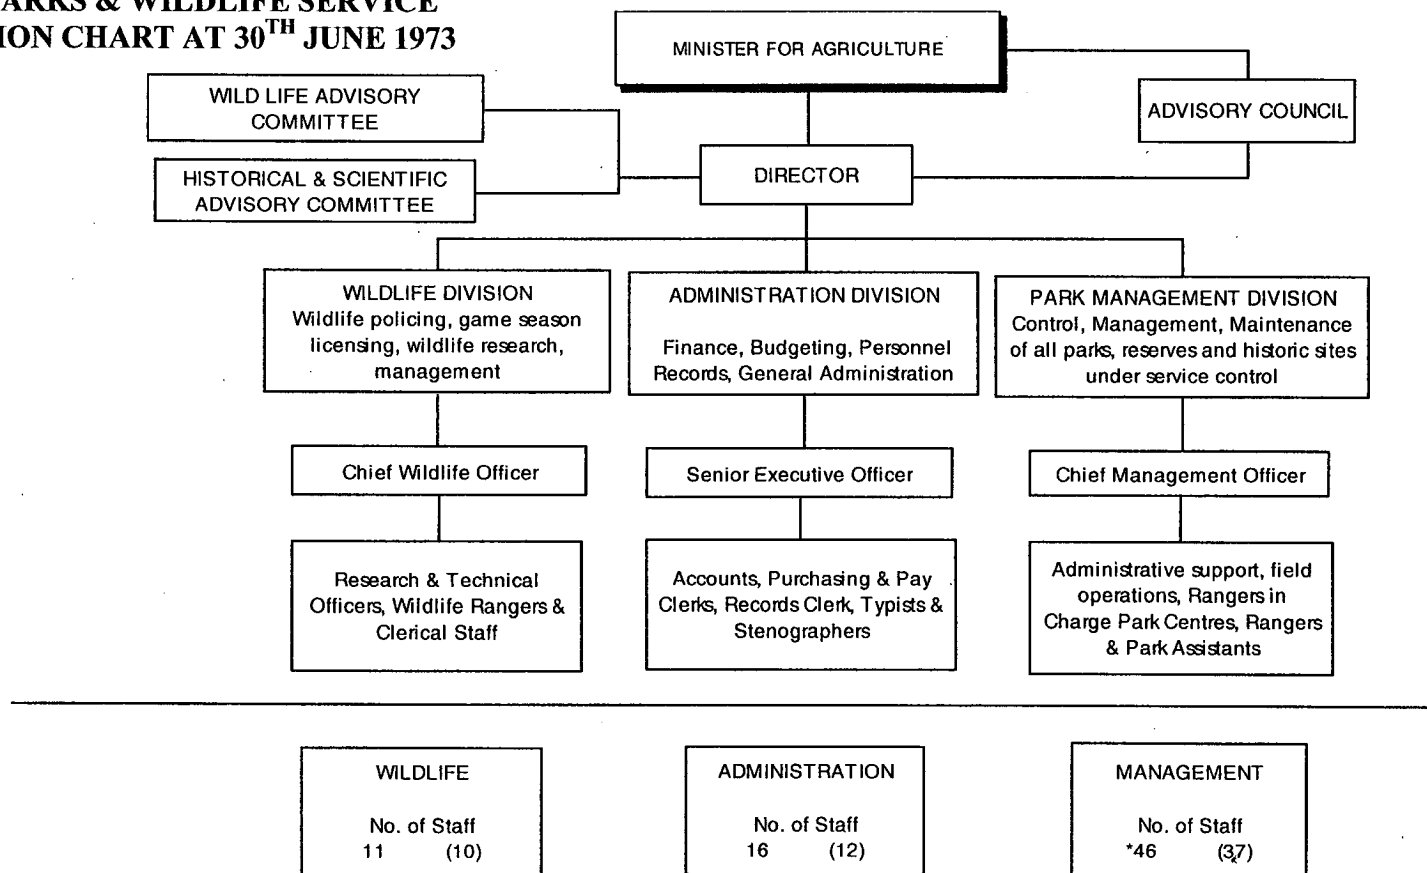 PARKS & WILDLIFE SERVICE
ION CHART AT 30TH JUNE 1973
MINISTER FOR AGRICULTURE
WILD LIFE ADVISORY
COMMITTEE
ADVISORY COUNCIL
HISTORICAL & SCIENTIFIC
ADVISORY COMMITTEE
DIRECTOR
WILDLIFE DIVISION
Wildlife policing, game season
licensing, wildlife research,
management
ADMINISTRATION DIVISION
Finance, Budgeting, Personnel
Records, General Administration
PARK MANAGEMENT DIVISION
Control, Management, Maintenance
of all parks, reserves and historic sites
under service control
Chief Wildlife Officer
Senior Executive Officer
Chief Management Officer
Research & Technical
Officers, Wildlife Rangers &
Clerical Staff
Accounts, Purchasing & Pay
Clerks, Records Clerk, Typists &
Stenographers
Administrative support, field
operations, Rangers in
Charge Park Centres, Rangers
& Park Assistants
WILDLIFE
No. of Staff
11 (10)
ADMINISTRATION
No. of Staff
16 (12)
MANAGEMENT
No. of Staff
*46 (37)